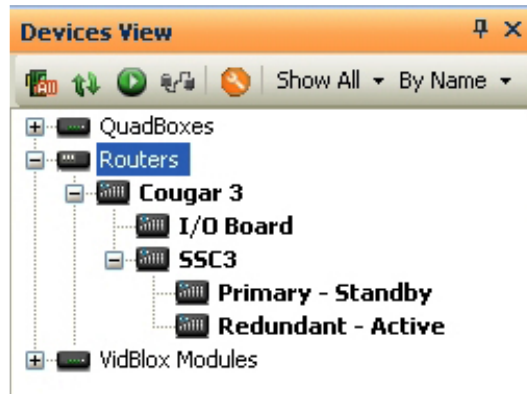 Devices View
Show All By Name
QuadBoxes
Routers
Cougar 3
I/O Board
SSC3
Primary - Standby
Redundant - Active
VidBlox Modules